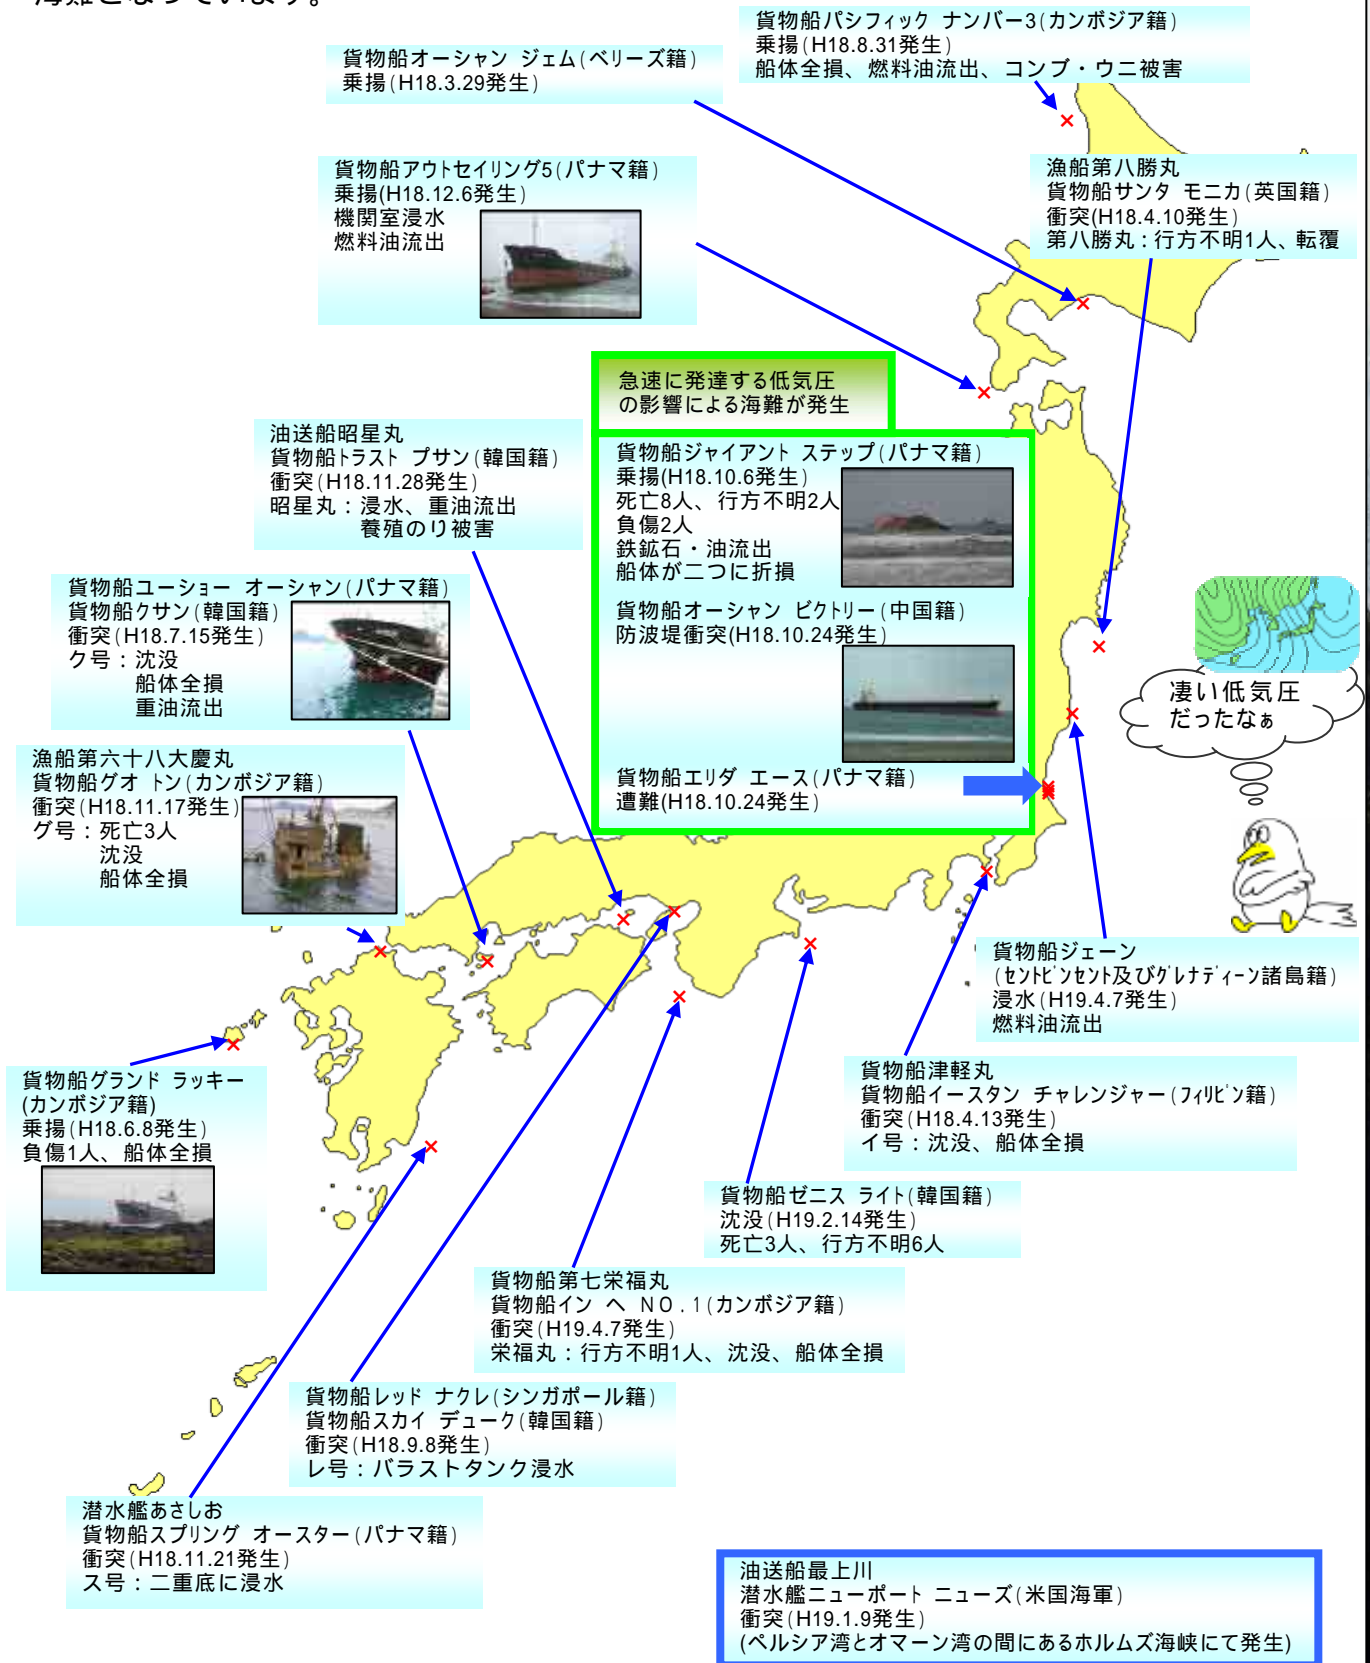 貨物船パシフィック ナンバー3(カンボジア籍)
乗揚(H18.8.31発生)
船体全損、燃料油流出、コンブ・ウニ被害
貨物船オーシャン ジェム(ベリーズ籍)
乗揚(H18.3.29発生)
貨物船アウトセイリング5(パナマ籍)
乗揚(H18.12.6発生)
機関室浸水
燃料油流出
漁船第八勝丸
貨物船サンタ モニカ(英国籍)
衝突(H18.4.10発生)
第八勝丸：行方不明1人、転覆
急速に発達する低気圧
の影響による海難が発生
貨物船ジャイアント ステップ(パナマ籍)
乗揚(H18.10.6発生)
死亡8人、行方不明2人
負傷2人
鉄鉱石・油流出
船体が二つに折損
貨物船オーシャン ビクトリー(中国籍)
防波堤衝突(H18.10.24発生)
貨物船エリダ エース(パナマ籍)
遭難(H18.10.24発生)
油送船昭星丸
貨物船トラスト プサン(韓国籍)
衝突(H18.11.28発生)
昭星丸：浸水、重油流出
養殖のり被害
貨物船ユーショー オーシャン(パナマ籍)
貨物船クサン(韓国籍)
衝突(H18.7.15発生)
ク号：沈没
船体全損
重油流出
漁船第六十八大慶丸
貨物船グオ トン(カンボジア籍)
衝突(H18.11.17発生)
グ号：死亡3人
沈没
船体全損
凄い低気圧
だったなぁ
貨物船ジェーン
(セントビンセント及びグレナディーン諸島籍)
浸水(H19.4.7発生)
燃料油流出
貨物船グランド ラッキー
(カンボジア籍)
乗揚(H18.6.8発生)
負傷1人、船体全損
貨物船津軽丸
貨物船イースタン チャレンジャー(フィリピン籍)
衝突(H18.4.13発生)
イ号：沈没、船体全損
貨物船ゼニス ライト(韓国籍)
沈没(H19.2.14発生)
死亡3人、行方不明6人
貨物船第七栄福丸
貨物船イン ヘ NO.1(カンボジア籍)
衝突(H19.4.7発生)
栄福丸：行方不明1人、沈没、船体全損
貨物船レッド ナクレ(シンガポール籍)
貨物船スカイ デューク(韓国籍)
衝突(H18.9.8発生)
レ号：バラストタンク浸水
潜水艦あさしお
貨物船スプリング オースター(パナマ籍)
衝突(H18.11.21発生)
ス号：二重底に浸水
油送船最上川
潜水艦ニューポート ニューズ(米国海軍)
衝突(H19.1.9発生)
(ペルシア湾とオマーン湾の間にあるホルムズ海峡にて発生)